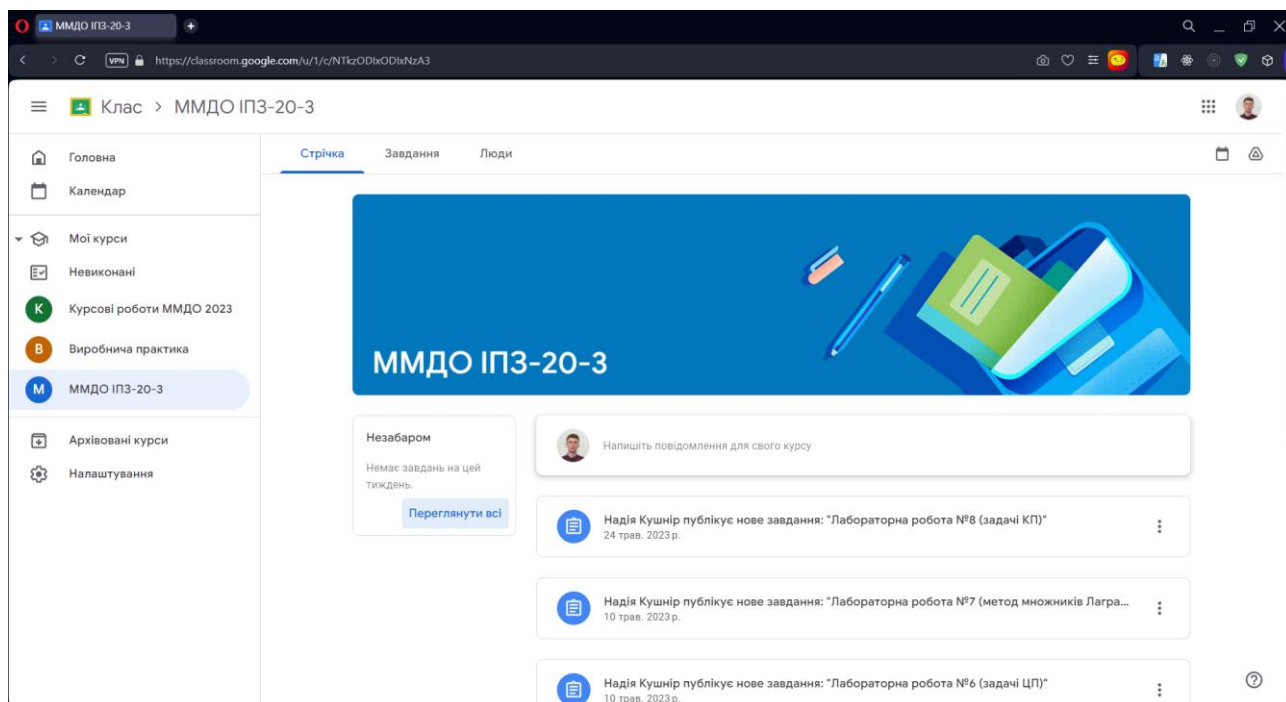 ММДО ІПЗ-20-3
VPN https://classroom.google.com/u/1/c/NTkzODIxODIxNzA3
Клас > ММДО ІПЗ-20-3
Головна
Календар
Мої курси
Невиконані
К Курсові роботи ММДО 2023
В Виробнича практика
М ММДО ІПЗ-20-3
Архівовані курси
Налаштування
Стрічка Завдання Люди
ММДО ІПЗ-20-3
Незабаром
Немає завдань на цей
тиждень.
Переглянути всі
Напишіть повідомлення для свого курсу
Надія Кушнір публікує нове завдання: "Лабораторна робота №8 (задачі КП)"
24 трав. 2023 р.
Надія Кушнір публікує нове завдання: "Лабораторна робота №7 (метод множників Лагра...
10 трав. 2023 р.
Надія Кушнір публікує нове завдання: "Лабораторна робота №6 (задачі ЦП)"
10 трав. 2023 р.